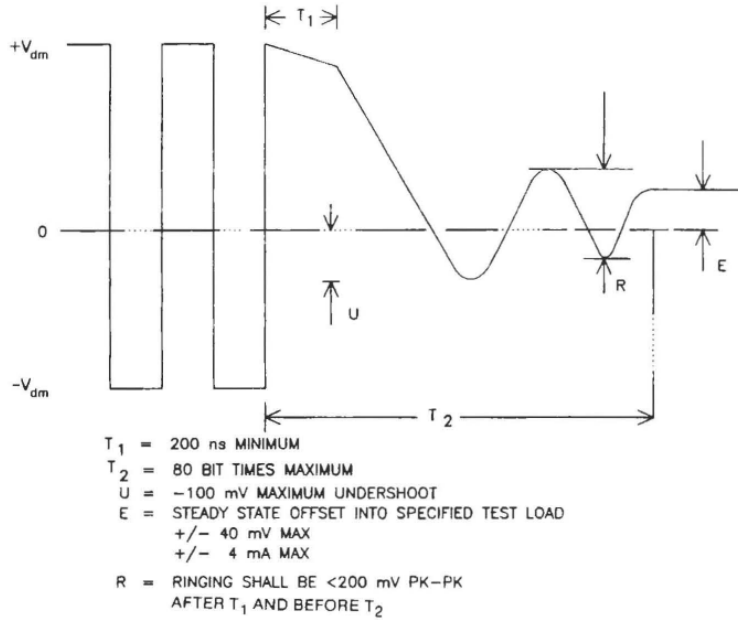 T1
+Vdm
0
U
R
E
-Vdm
T2
T1 = 200 ns MINIMUM
T2 = 80 BIT TIMES MAXIMUM
U = -100 mV MAXIMUM UNDERSHOOT
E = STEADY STATE OFFSET INTO SPECIFIED TEST LOAD
+/- 40 mV MAX
+/- 4 mA MAX
R = RINGING SHALL BE <200 mV PK-PK
AFTER T1 AND BEFORE T2